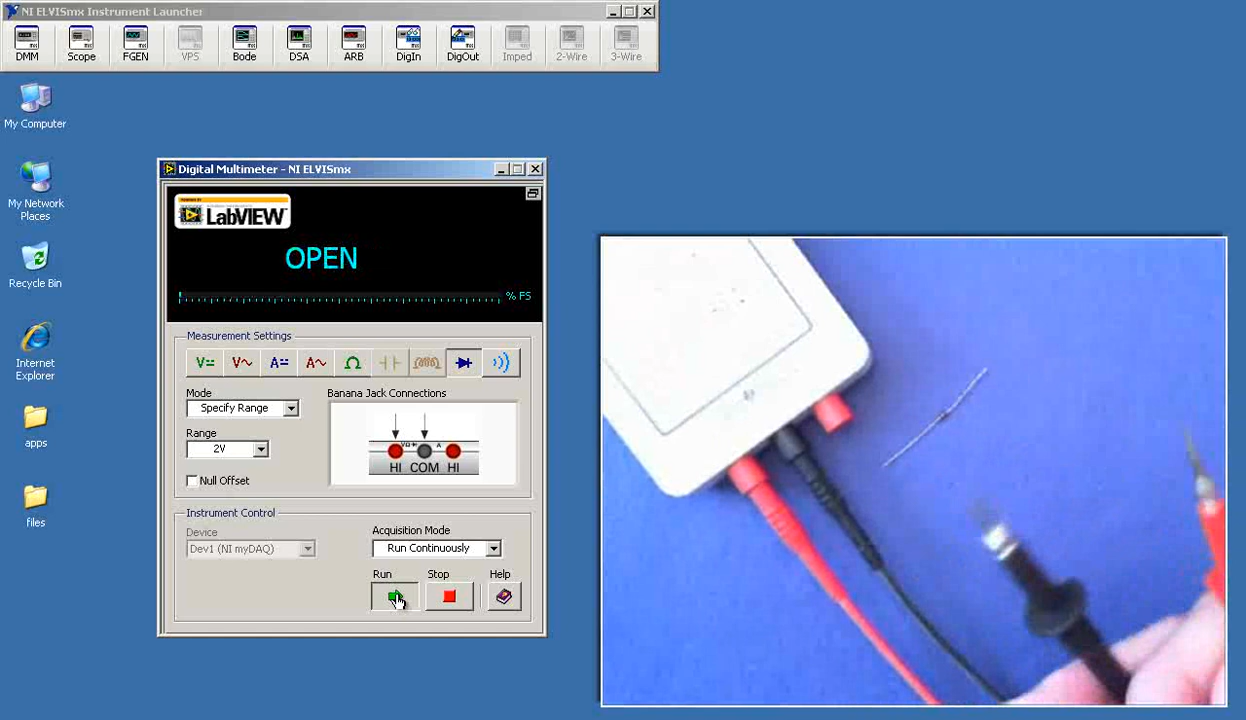 NI ELVISmx Instrument Launcher
DMM Scope FGEN VPS Bode DSA ARB DigIn DigOut Imped 2-Wire 3-Wire
My Computer
My Network
Places
Recycle Bin
Internet
Explorer
apps
files
Digital Multimeter - NI ELVISmx
LabVIEW
OPEN
% FS
Measurement Settings
V V A A Ω
Mode
Specify Range
Range
2V
Null Offset
Banana Jack Connections
VΩ A
HI COM HI
Instrument Control
Device
Dev1 (NI myDAQ)
Acquisition Mode
Run Continuously
Run Stop Help